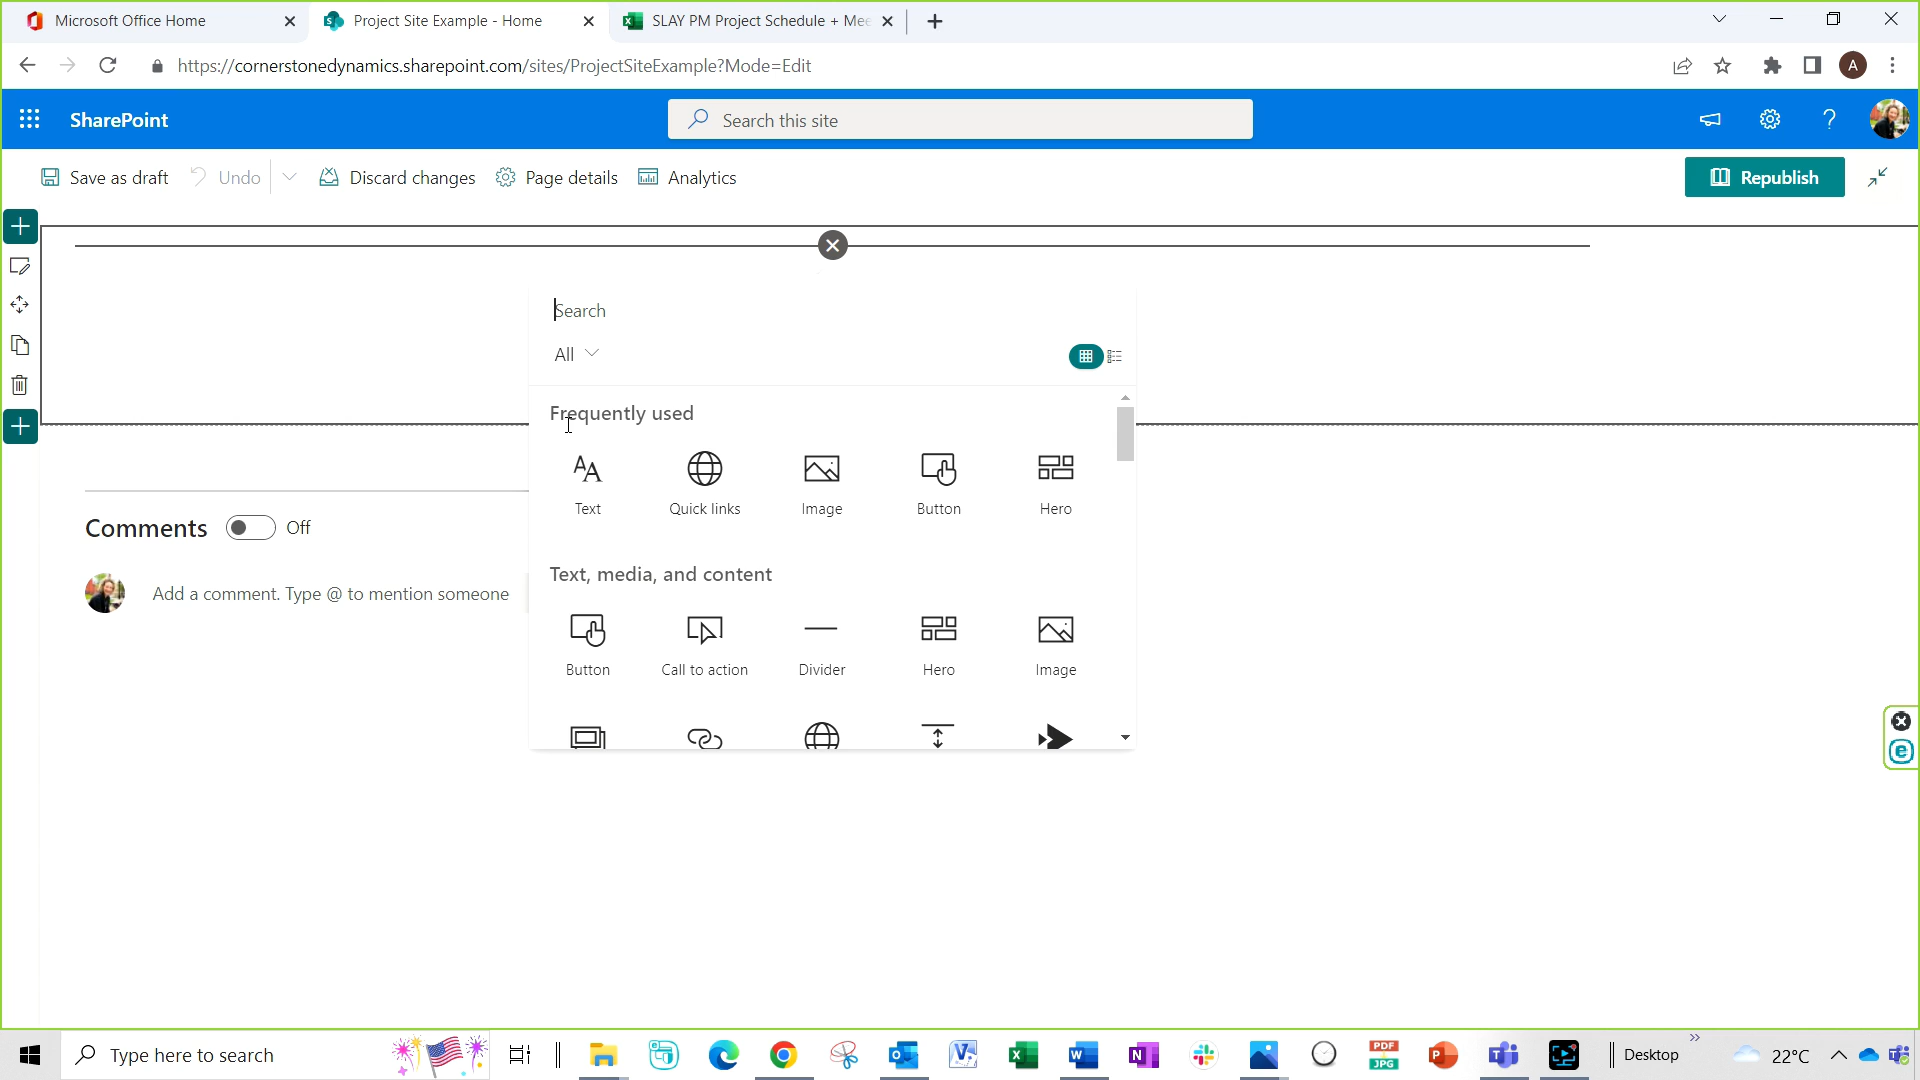 Microsoft Office Home
Project Site Example - Home
SLAY PM Project Schedule + Mee
https://cornerstonedynamics.sharepoint.com/sites/ProjectSiteExample?Mode=Edit
A
SharePoint
Search this site
Save as draft
Undo
Discard changes
Page details
Analytics
Republish
Search
All
Frequently used
Text
Quick links
Image
Button
Hero
Text, media, and content
Button
Call to action
Divider
Hero
Image
Comments
Off
Add a comment. Type @ to mention someone
Type here to search
PDF
JPG
Desktop
22°C